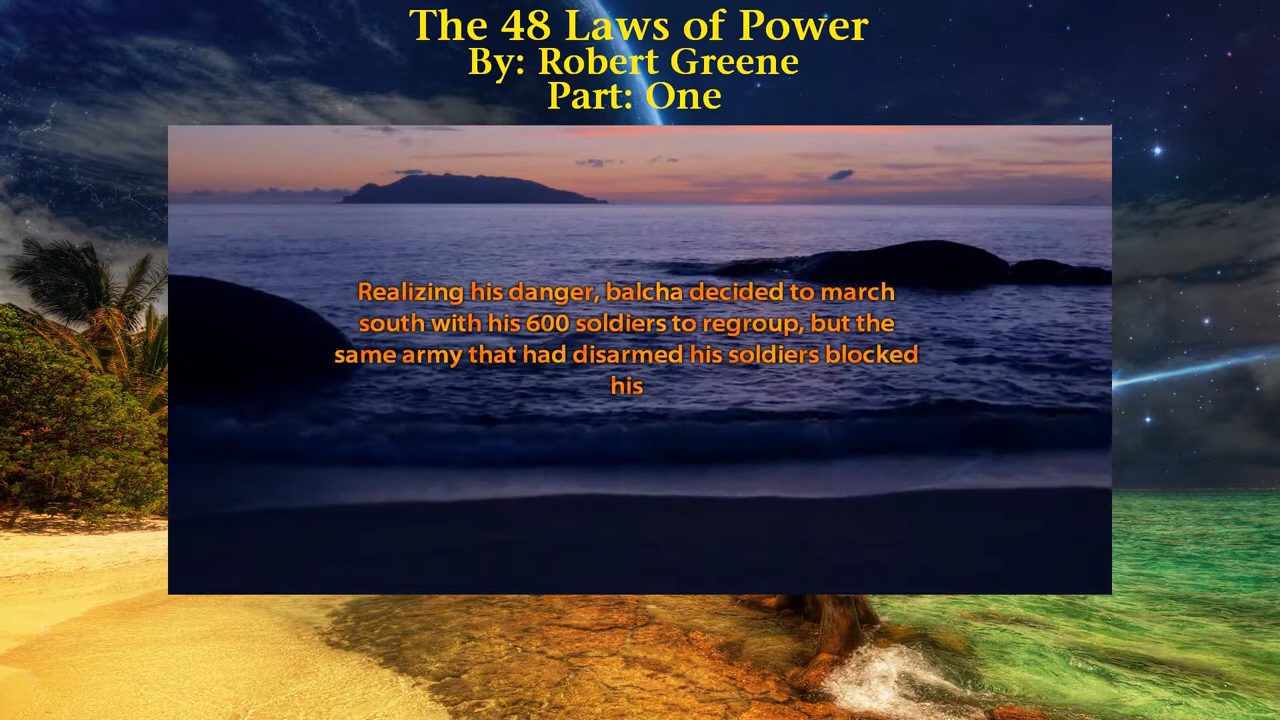 The 48 Laws of Power
By: Robert Greene
Part: One
Realizing his danger, balcha decided to march
south with his 600 soldiers to regroup, but the
same army that had disarmed his soldiers blocked
his